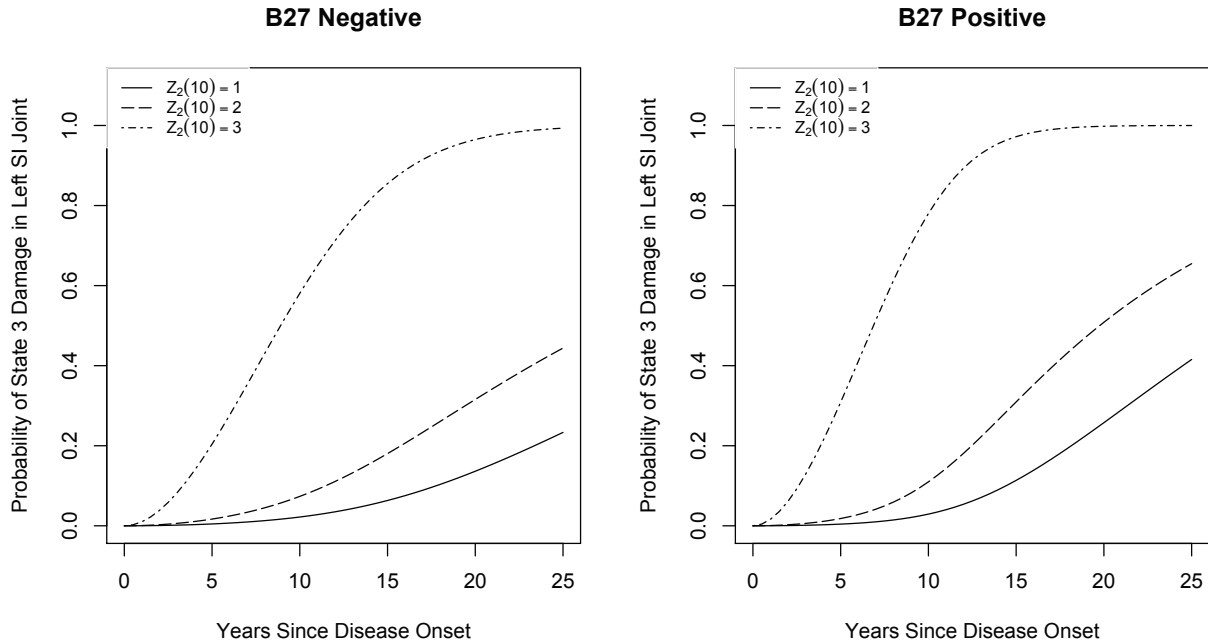 B27 Negative
Z₂(10) = 1
Z₂(10) = 2
Z₂(10) = 3
Probability of State 3 Damage in Left SI Joint
1.0
0.8
0.6
0.4
0.2
0.0
0 5 10 15 20 25
Years Since Disease Onset
B27 Positive
Z₂(10) = 1
Z₂(10) = 2
Z₂(10) = 3
Probability of State 3 Damage in Left SI Joint
1.0
0.8
0.6
0.4
0.2
0.0
0 5 10 15 20 25
Years Since Disease Onset